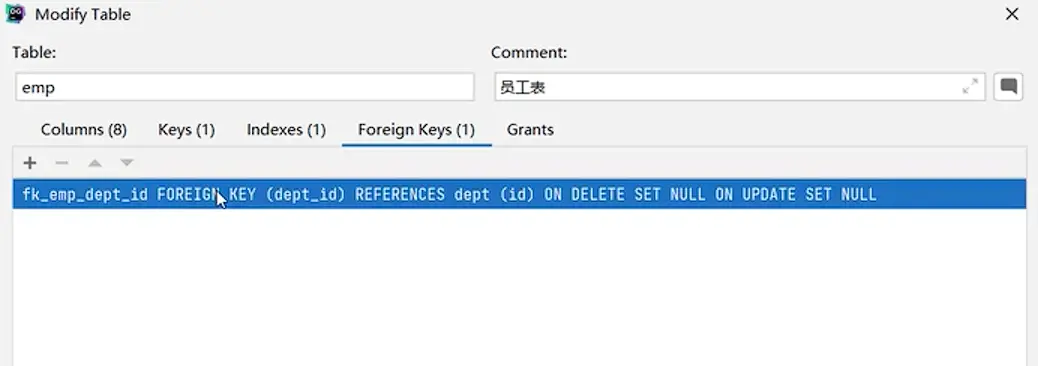 Modify Table
Table: Comment:
emp 员工表
Columns (8) Keys (1) Indexes (1) Foreign Keys (1) Grants
fk_emp_dept_id FOREIGN KEY (dept_id) REFERENCES dept (id) ON DELETE SET NULL ON UPDATE SET NULL